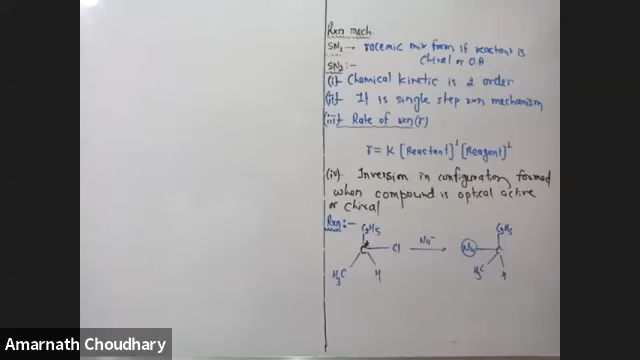 Rxn mech.
SN1 → racemic mix form if reactant is
chiral or O.A
SN2:-
(i) Chemical kinetic is 2 order
(ii) It is single step rxn mechanism
(iii) Rate of rxn(r)
r = K [Reactant]¹ [Reagent]¹
(iv) Inversion in configuration formed
when compound is optical active
or chiral
Rxn:-
C2H5 C2H5
C* Cl Nu⁻ → Nu C
H3C H H3C H
Amarnath Choudhary